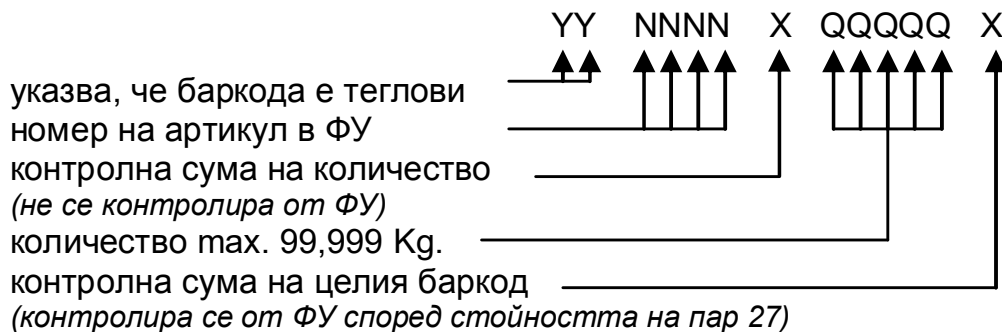 YY NNNN X QQQQQ X
указва, че баркода е теглови
номер на артикул в ФУ
контролна сума на количество
(не се контролира от ФУ)
количество max. 99,999 Kg.
контролна сума на целия баркод
(контролира се от ФУ според стойността на пар 27)